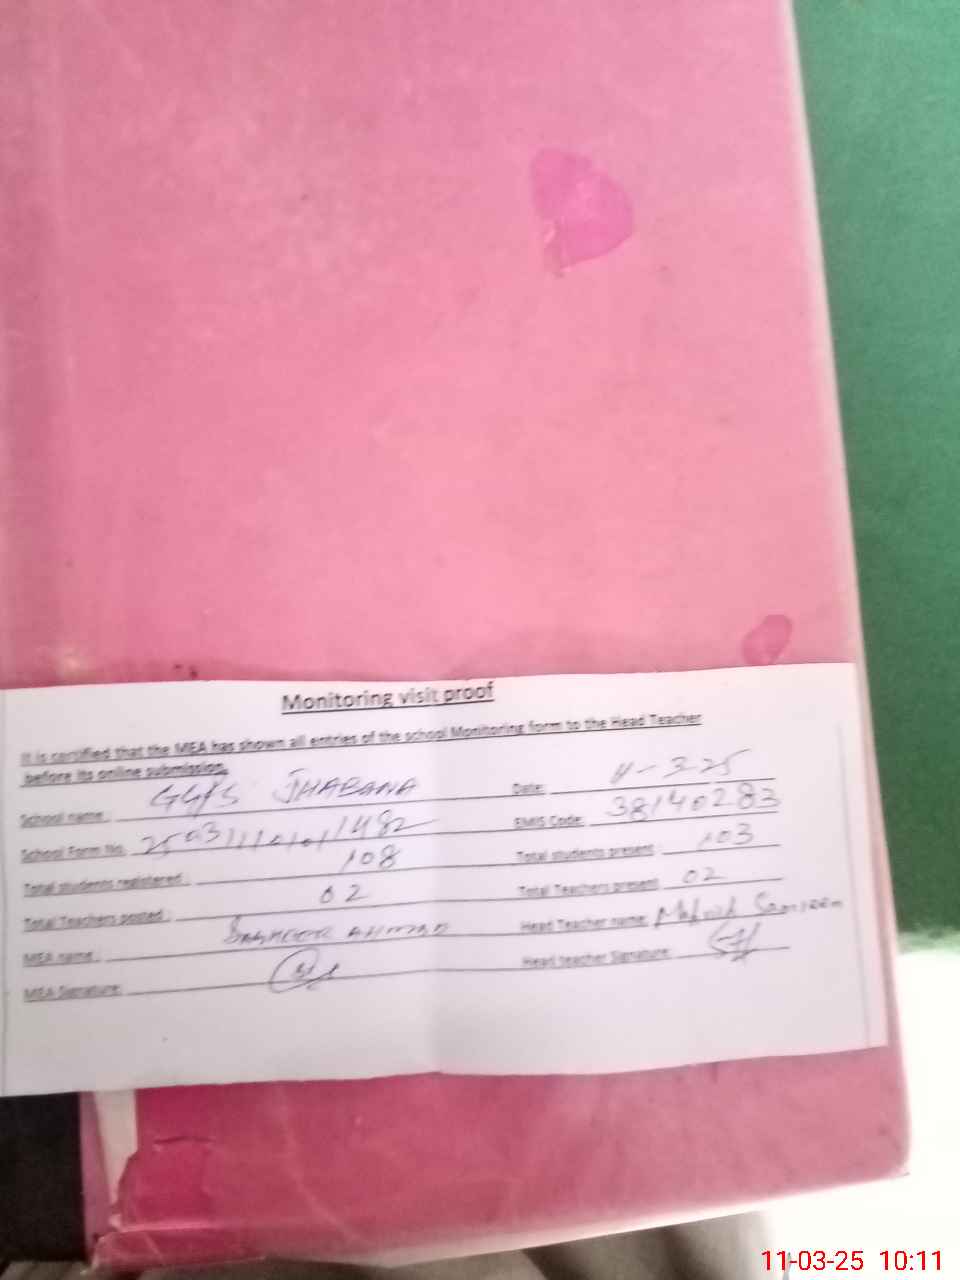 Monitoring visit proof
It is certified that the MEA has shown all entries of the school Monitoring form to the Head Teacher
before its online submission.
School name: JHABANA Date: 11-3-25
School Form No. EMIS Code: 38140283
Total students registered: 108 Total students present: 103
Total Teachers posted: 02 Total Teachers present: 02
MEA name: AHMAD Head Teacher name:
MEA Signature: Head teacher Signature:
11-03-25 10:11